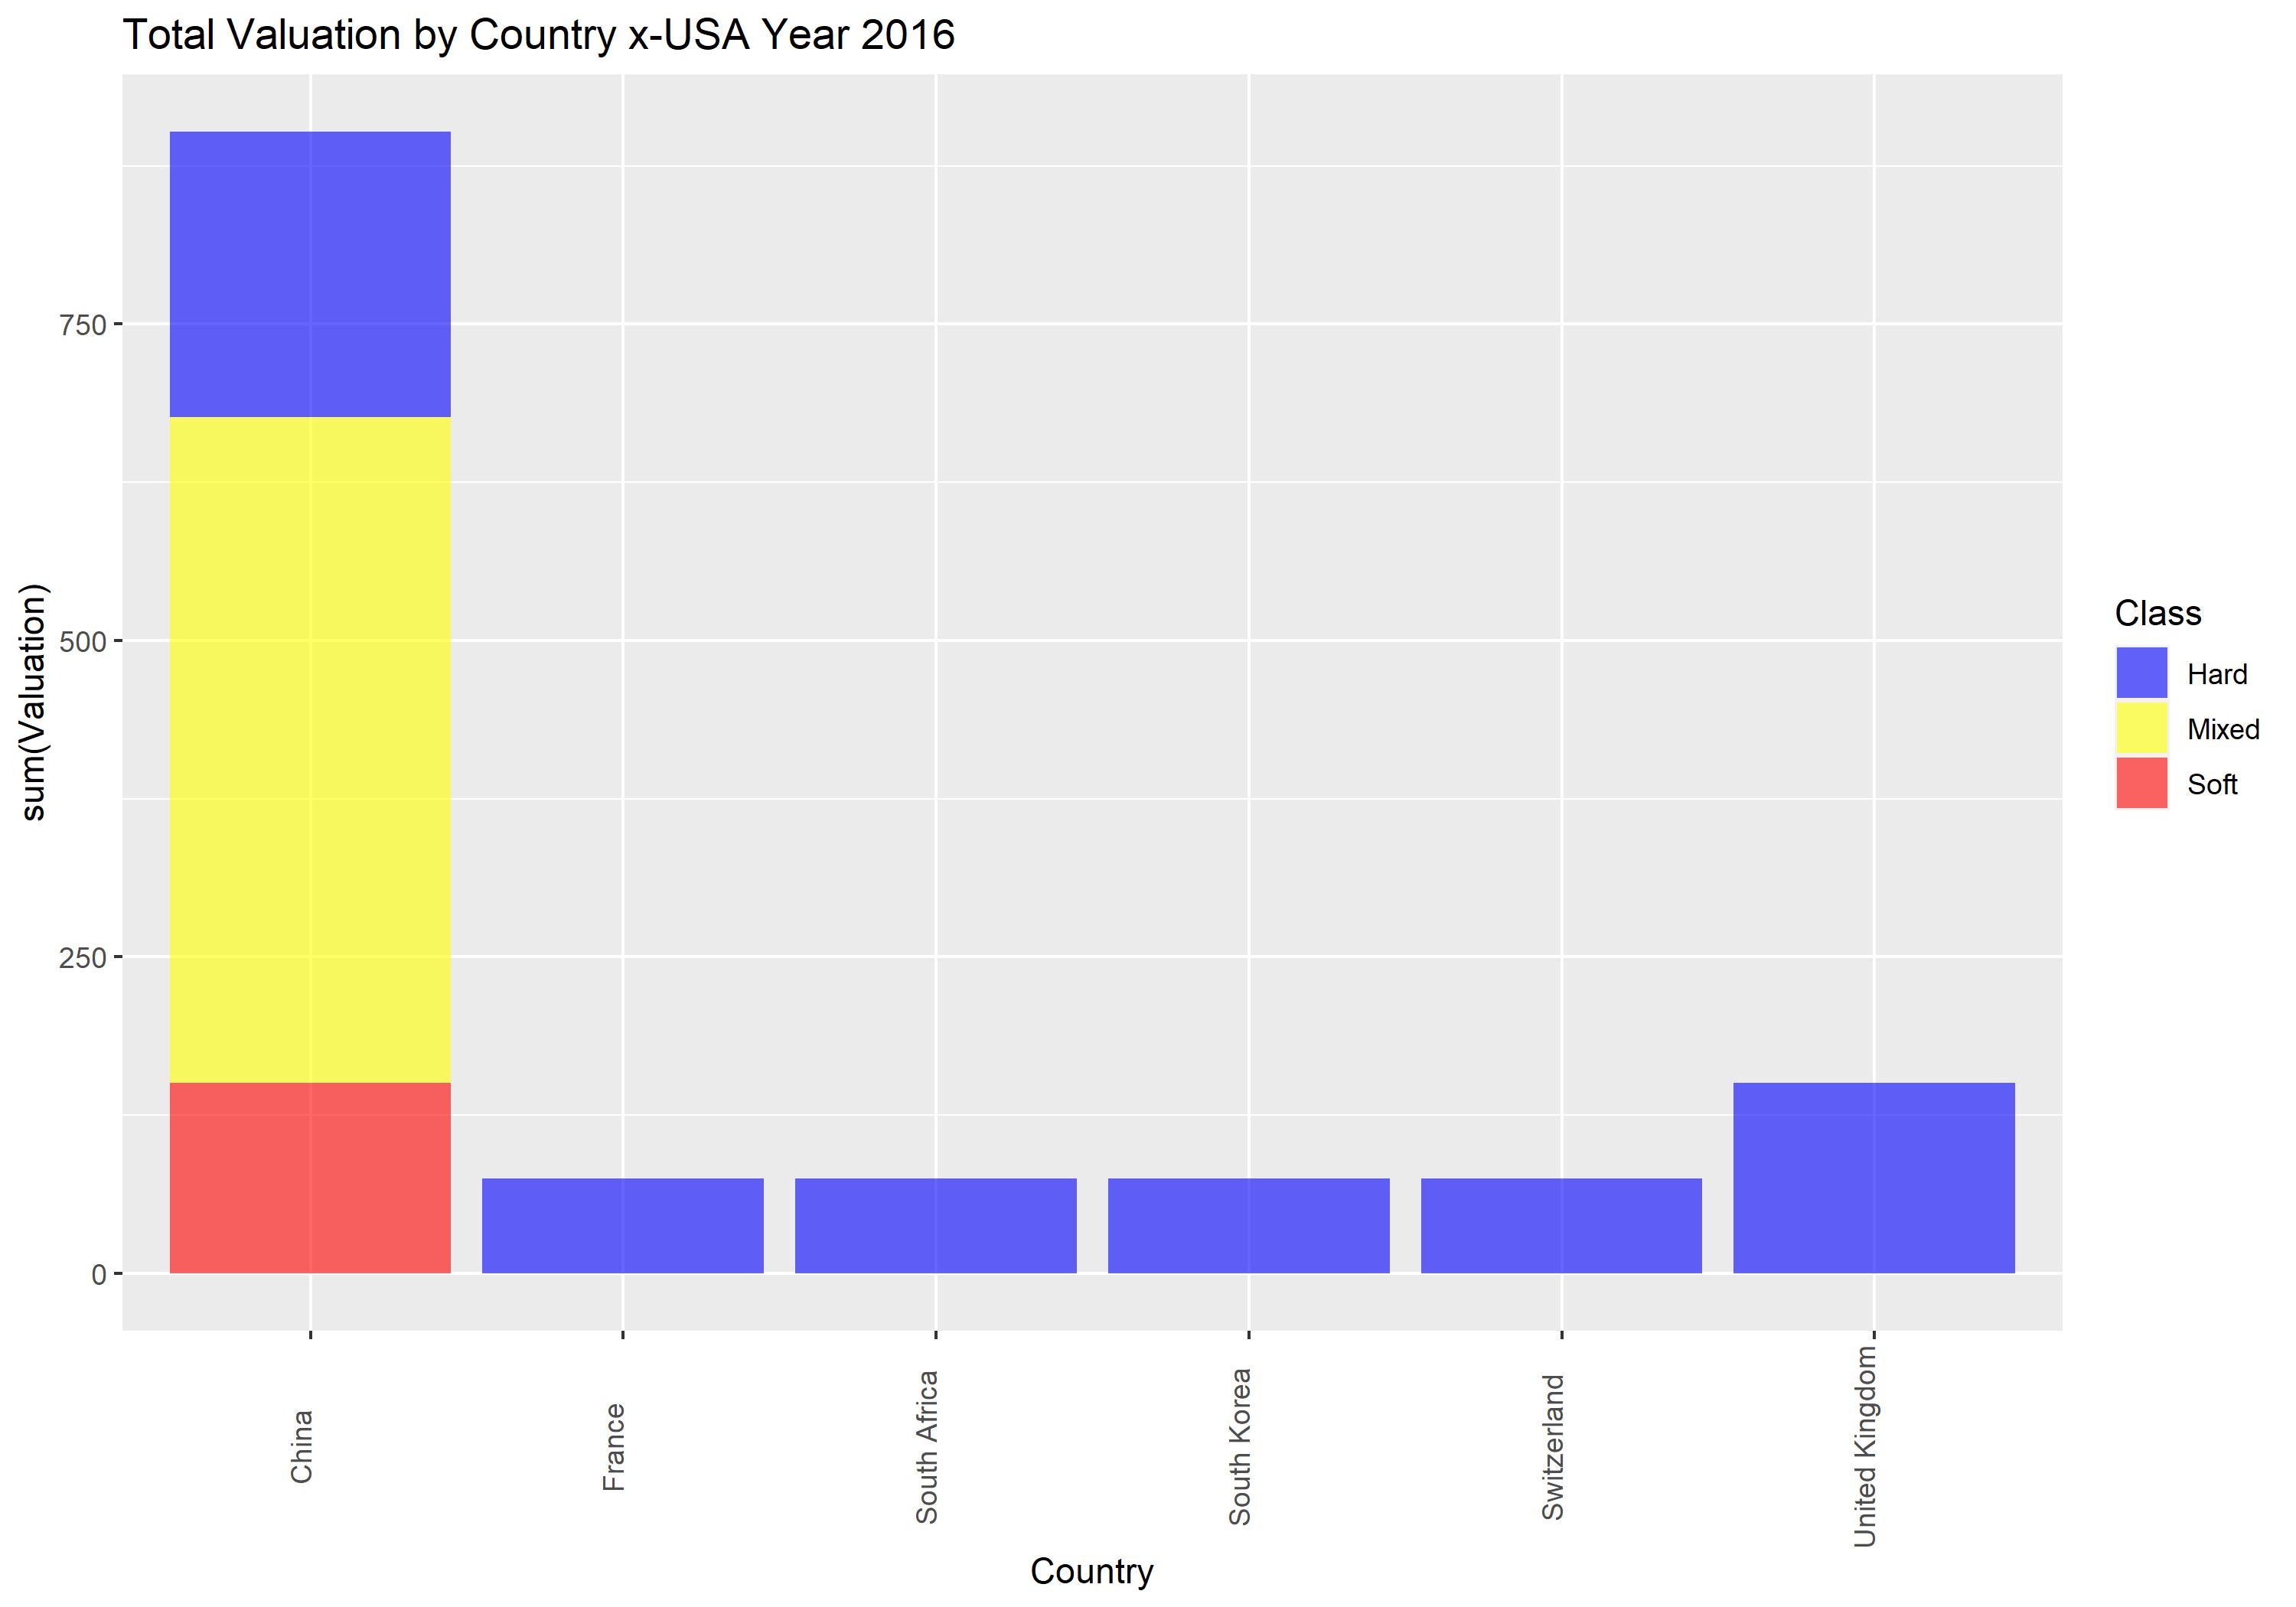 Total Valuation by Country x-USA Year 2016
sum(Valuation)
750
500
250
0
China
France
South Africa
South Korea
Switzerland
United Kingdom
Country
Class
Hard
Mixed
Soft